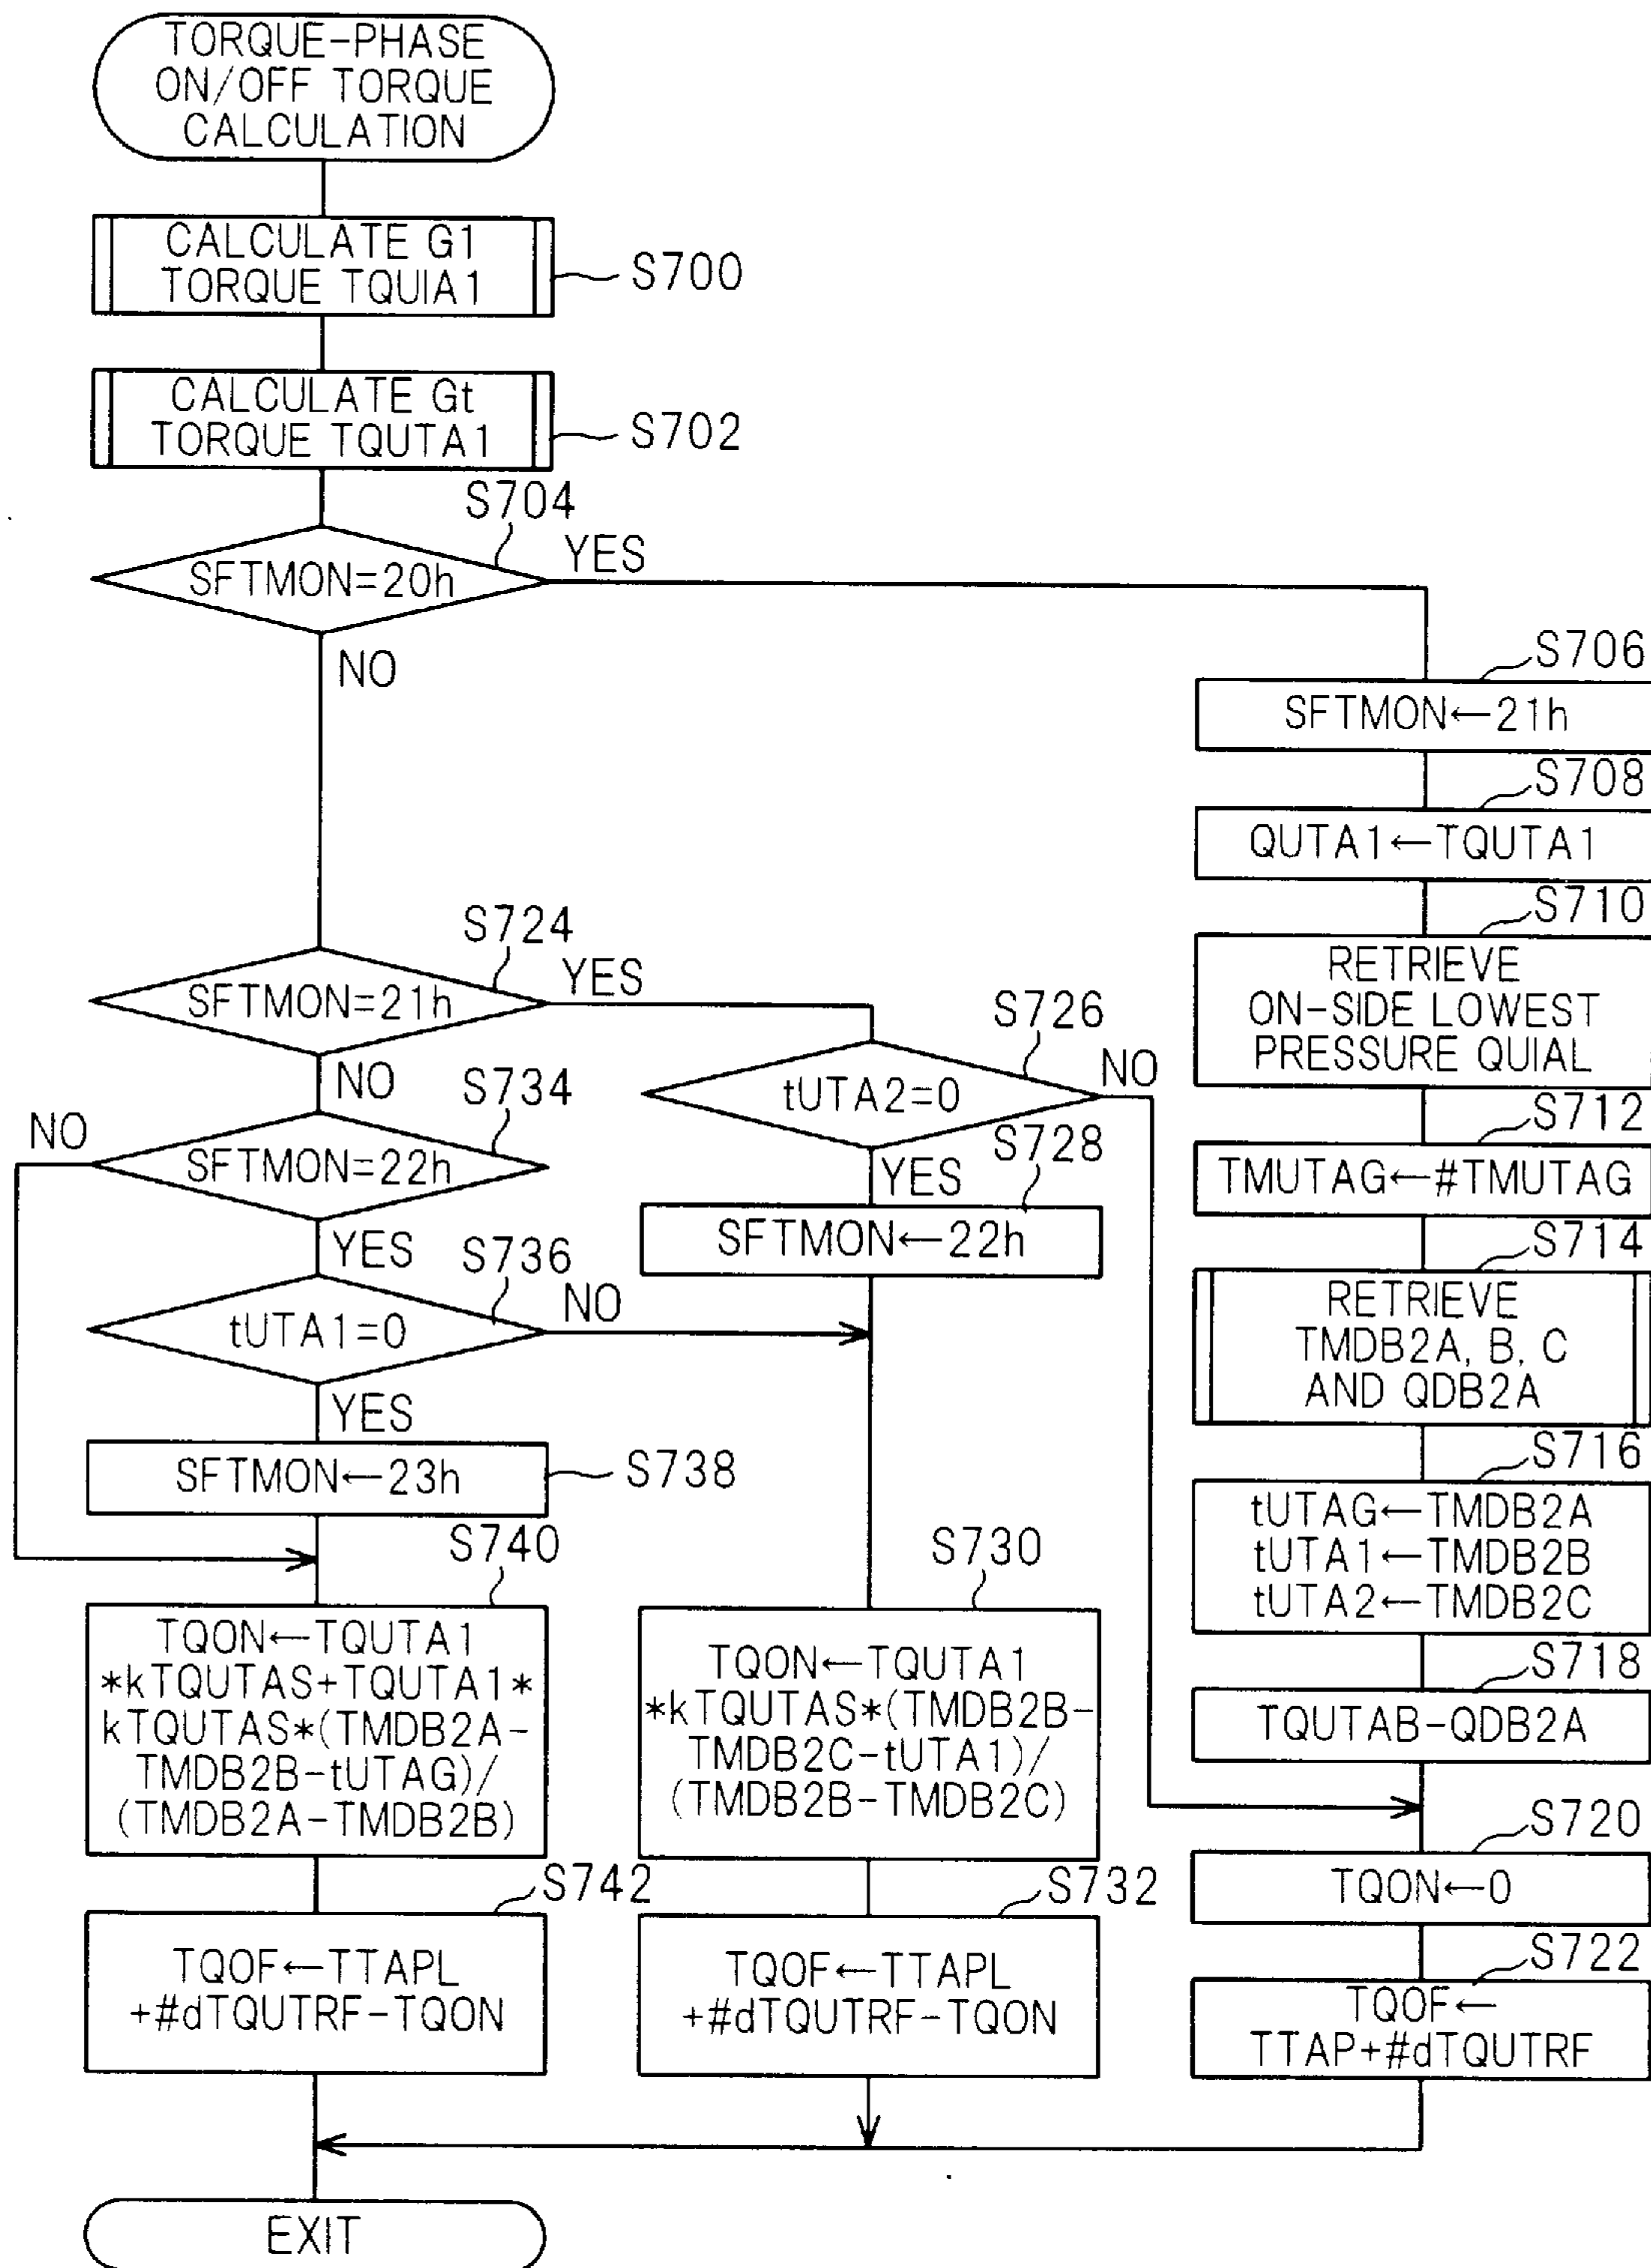 TORQUE-PHASE
ON/OFF TORQUE
CALCULATION
CALCULATE G1
TORQUE TQUIA1
S700
CALCULATE Gt
TORQUE TQUTA1
S702
S704
SFTMON=20h
YES
NO
S706
SFTMON←21h
S708
QUTA1←TQUTA1
S710
RETRIEVE
ON-SIDE LOWEST
PRESSURE QUIAL
S712
TMUTAG←#TMUTAG
S714
RETRIEVE
TMDB2A, B, C
AND QDB2A
S716
tUTAG←TMDB2A
tUTA1←TMDB2B
tUTA2←TMDB2C
S718
TQUTAB-QDB2A
S720
TQON←0
S722
TQOF←
TTAP+#dTQUTRF
S724
SFTMON=21h
YES
NO
S726
tUTA2=0
NO
YES
S728
SFTMON←22h
S730
TQON←TQUTA1
*kTQUTAS*(TMDB2B-
TMDB2C-tUTA1)/
(TMDB2B-TMDB2C)
S732
TQOF←TTAPL
+#dTQUTRF-TQON
S734
SFTMON=22h
NO
YES
S736
tUTA1=0
NO
YES
SFTMON←23h
S738
S740
TQON←TQUTA1
*kTQUTAS+TQUTA1*
kTQUTAS*(TMDB2A-
TMDB2B-tUTAG)/
(TMDB2A-TMDB2B)
S742
TQOF←TTAPL
+#dTQUTRF-TQON
EXIT